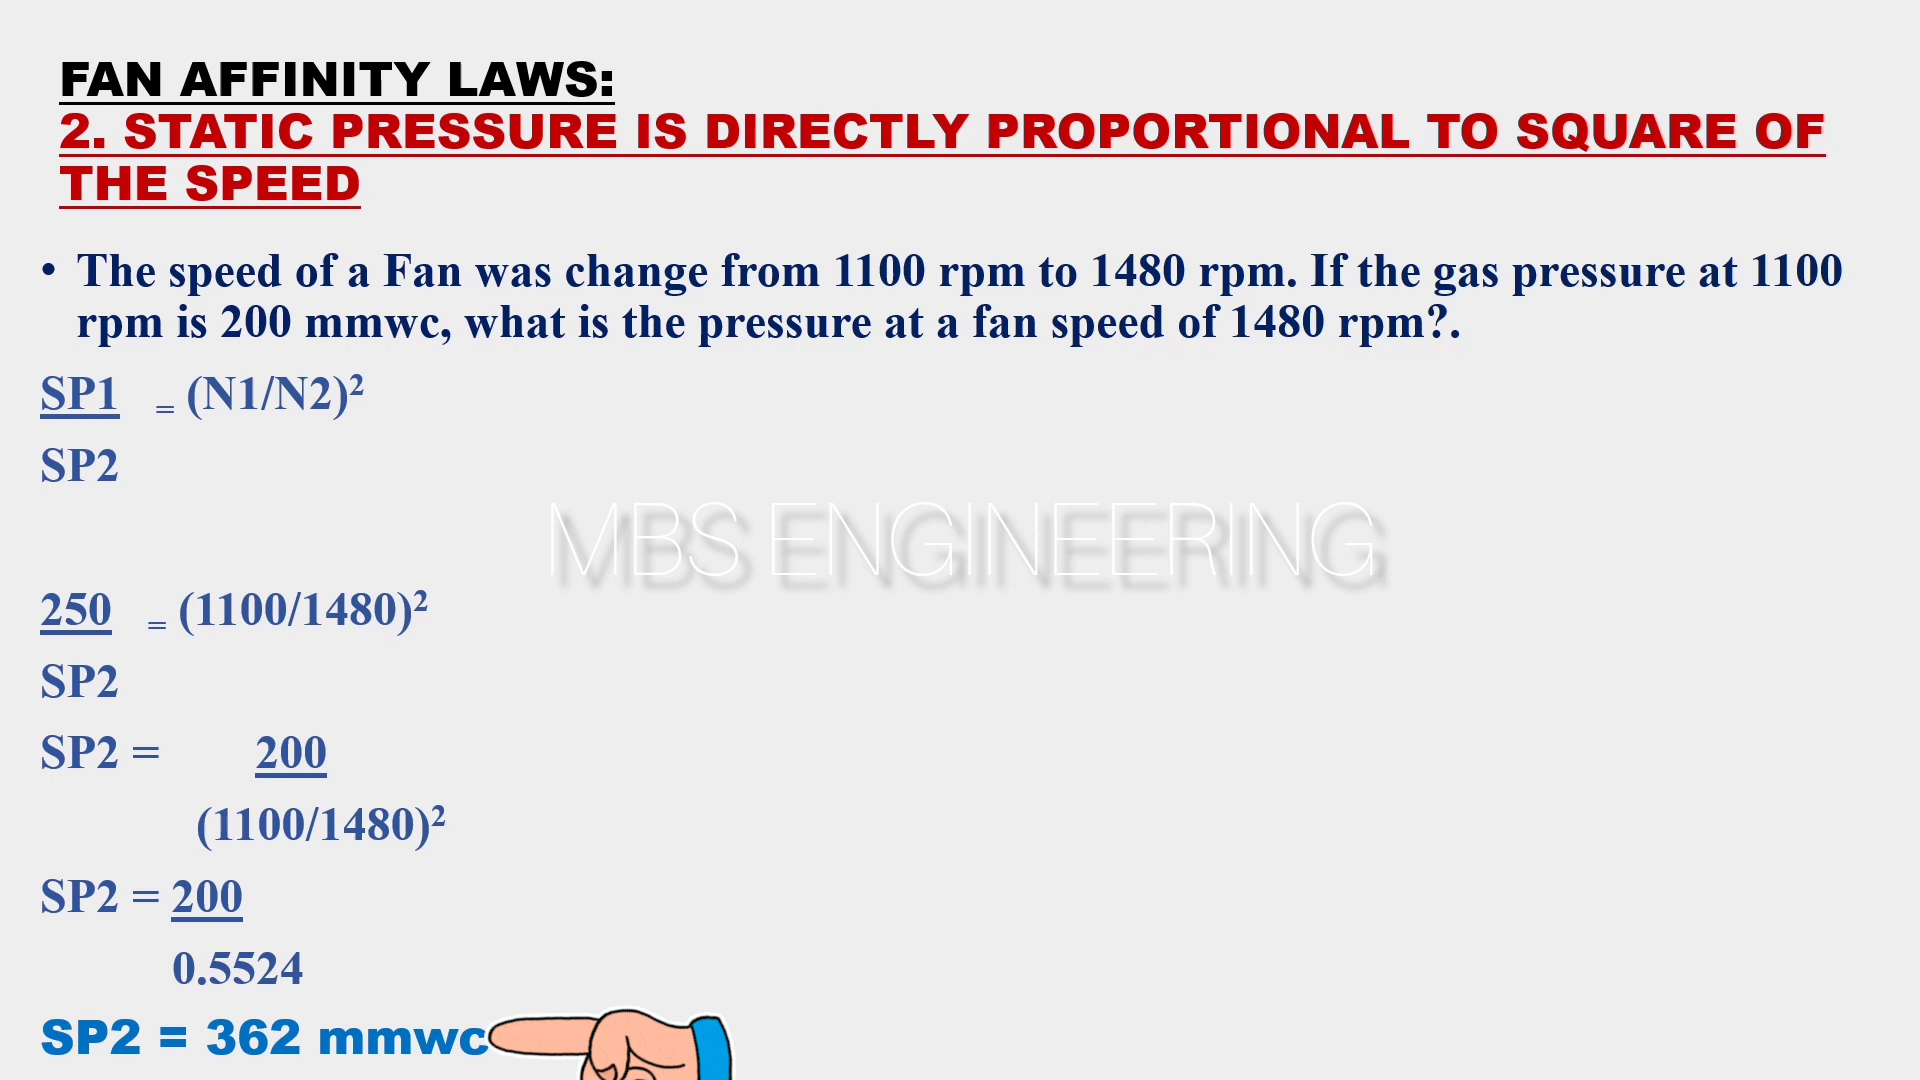 FAN AFFINITY LAWS:
2. STATIC PRESSURE IS DIRECTLY PROPORTIONAL TO SQUARE OF
THE SPEED
• The speed of a Fan was change from 1100 rpm to 1480 rpm. If the gas pressure at 1100
rpm is 200 mmwc, what is the pressure at a fan speed of 1480 rpm?.
SP1 = (N1/N2)²
SP2
MBS ENGINEERING
250 = (1100/1480)²
SP2
SP2 = 200
(1100/1480)²
SP2 = 200
0.5524
SP2 = 362 mmwc